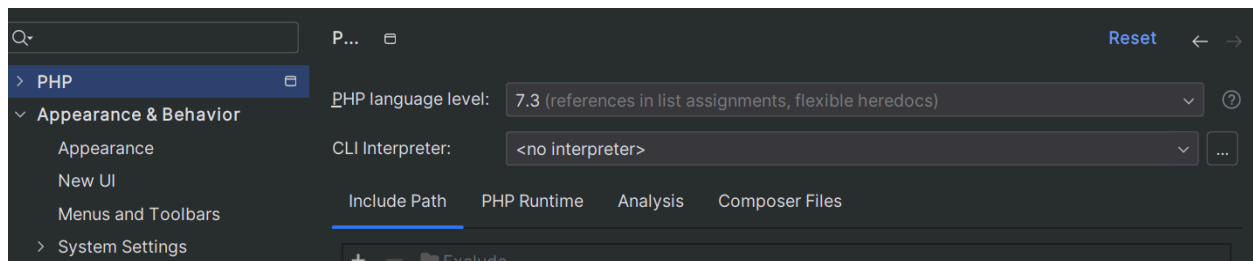 P...
Reset
PHP
PHP language level:
7.3 (references in list assignments, flexible heredocs)
Appearance & Behavior
Appearance
CLI Interpreter:
<no interpreter>
...
New UI
Include Path
PHP Runtime
Analysis
Composer Files
Menus and Toolbars
System Settings
Exclude